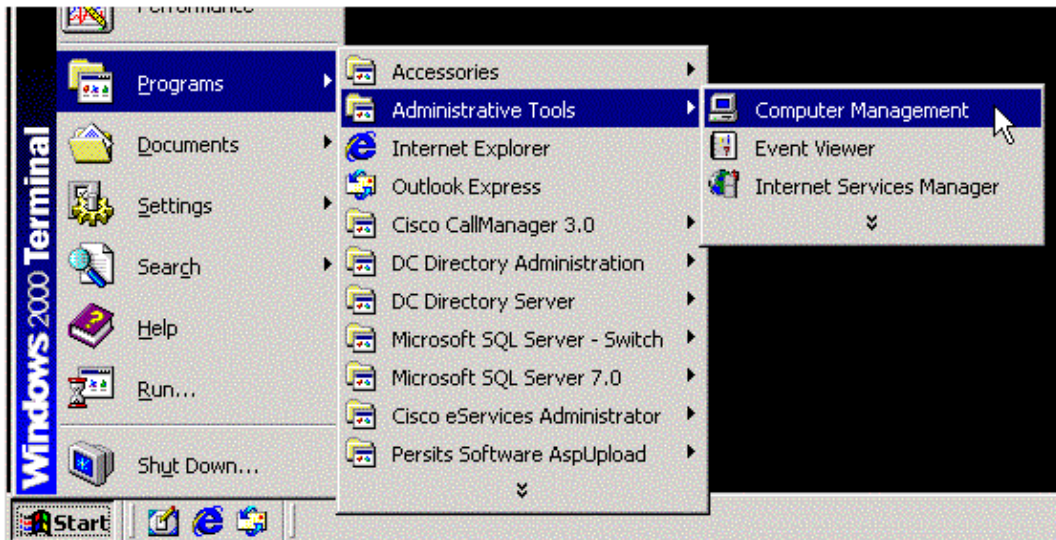 Performance
Programs
Documents
Settings
Search
Help
Run...
Shut Down...
Windows 2000 Terminal
Accessories
Administrative Tools
Internet Explorer
Outlook Express
Cisco CallManager 3.0
DC Directory Administration
DC Directory Server
Microsoft SQL Server - Switch
Microsoft SQL Server 7.0
Cisco eServices Administrator
Persits Software AspUpload
Computer Management
Event Viewer
Internet Services Manager
Start